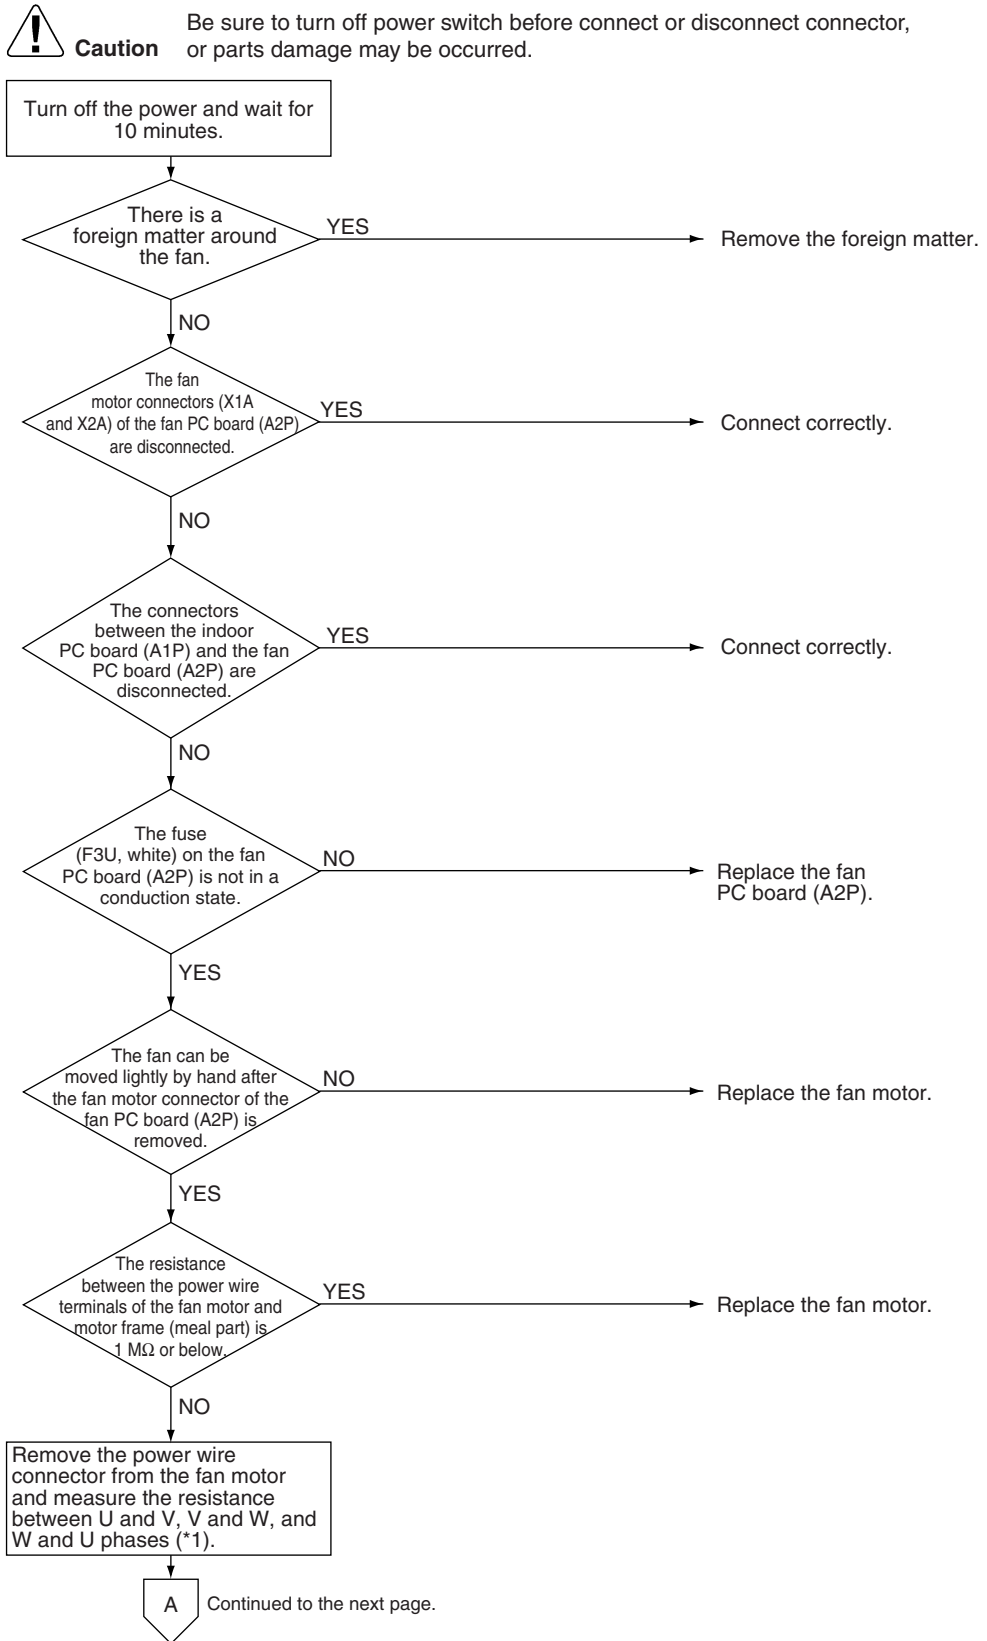 Caution
Be sure to turn off power switch before connect or disconnect connector,
or parts damage may be occurred.
Turn off the power and wait for
10 minutes.
There is a
foreign matter around
the fan.
YES
Remove the foreign matter.
NO
The fan
motor connectors (X1A
and X2A) of the fan PC board (A2P)
are disconnected.
YES
Connect correctly.
NO
The connectors
between the indoor
PC board (A1P) and the fan
PC board (A2P) are
disconnected.
YES
Connect correctly.
NO
The fuse
(F3U, white) on the fan
PC board (A2P) is not in a
conduction state.
NO
Replace the fan
PC board (A2P).
YES
The fan can be
moved lightly by hand after
the fan motor connector of the
fan PC board (A2P) is
removed.
NO
Replace the fan motor.
YES
The resistance
between the power wire
terminals of the fan motor and
motor frame (meal part) is
1 MΩ or below.
YES
Replace the fan motor.
NO
Remove the power wire
connector from the fan motor
and measure the resistance
between U and V, V and W, and
W and U phases (*1).
A
Continued to the next page.